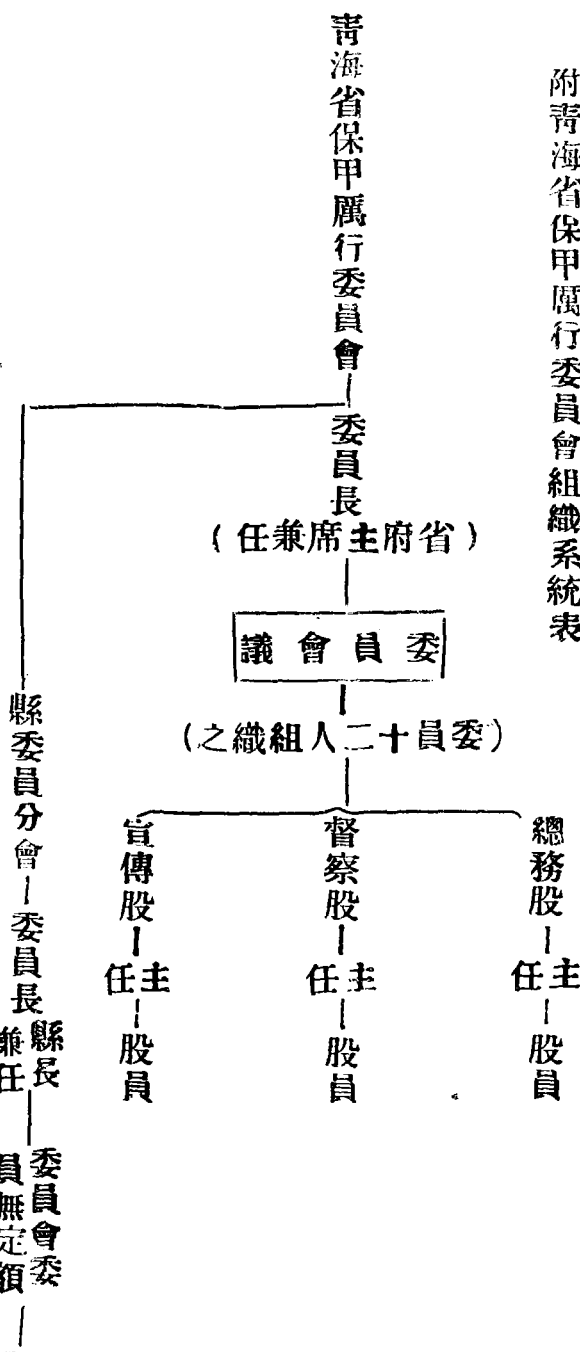 附青海省保甲厲行委員會組織系統表
青海省保甲厲行委員會
委員長
(省府主席兼任)
委員會議
(委員十二人組織之)
總務股
主任
股員
督察股
主任
股員
宣傳股
主任
股員
縣委員分會
委員長
縣長
兼任
委員會委
員無定額